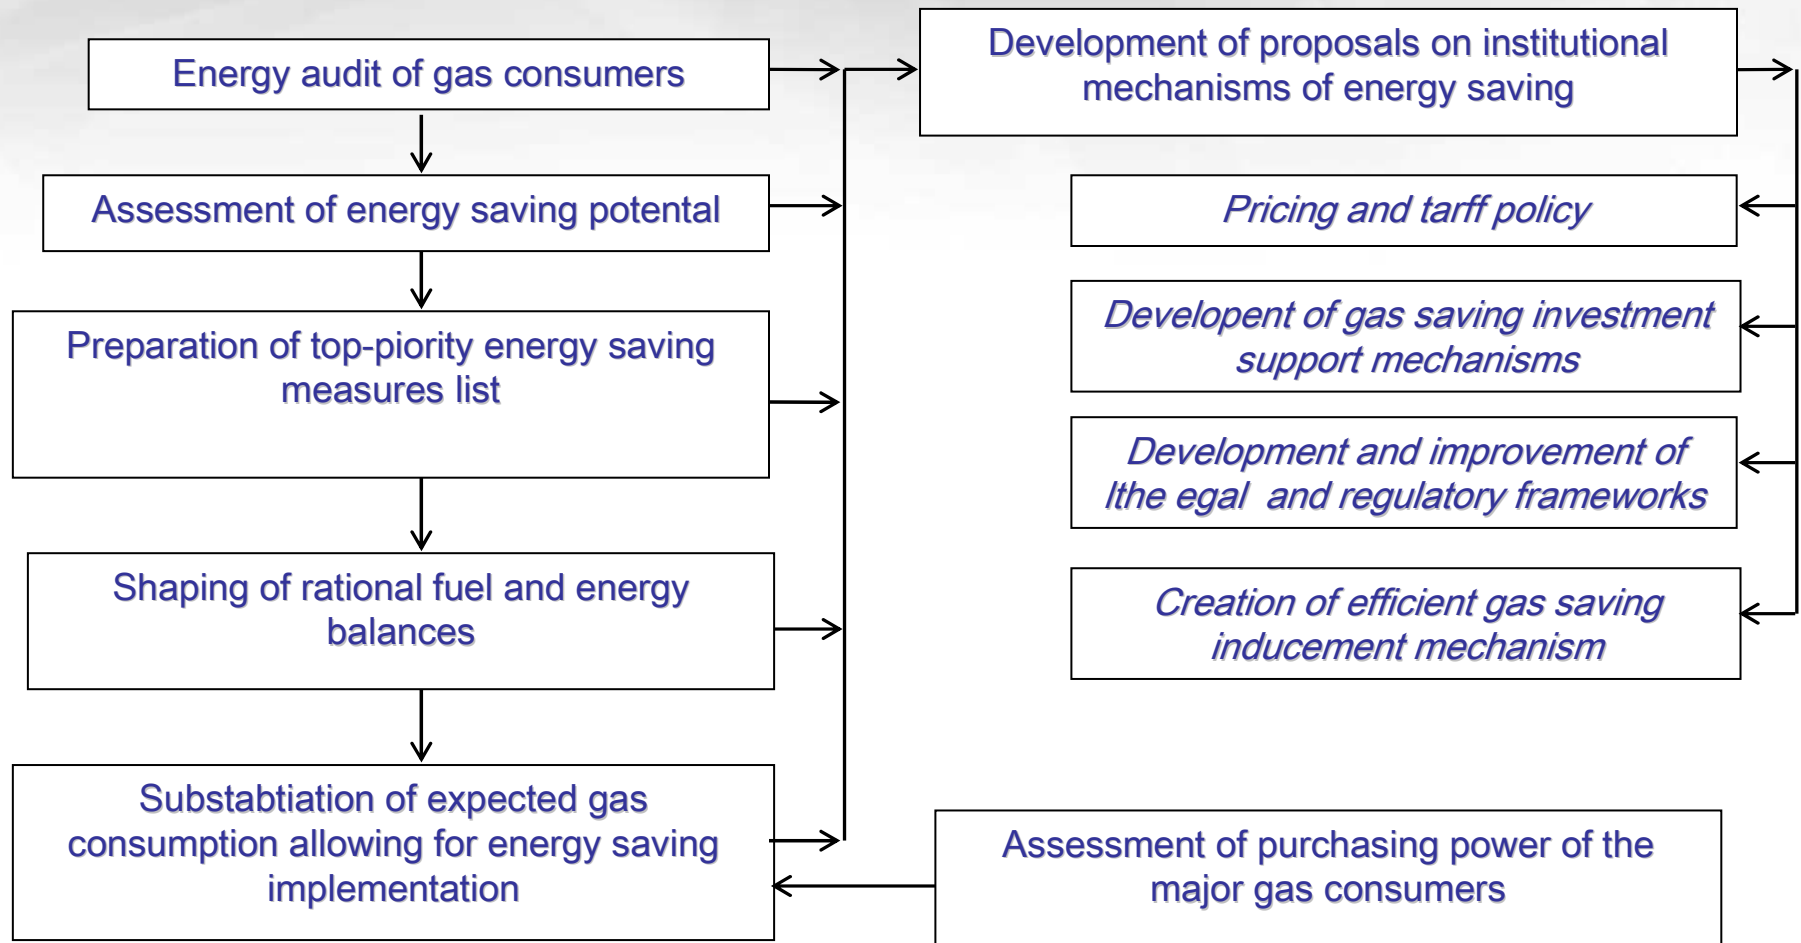 Energy audit of gas consumers
Assessment of energy saving potental
Preparation of top-piority energy saving
measures list
Shaping of rational fuel and energy
balances
Substabtiation of expected gas
consumption allowing for energy saving
implementation
Development of proposals on institutional
mechanisms of energy saving
Pricing and tarff policy
Developent of gas saving investment
support mechanisms
Development and improvement of
lthe egal and regulatory frameworks
Creation of efficient gas saving
inducement mechanism
Assessment of purchasing power of the
major gas consumers